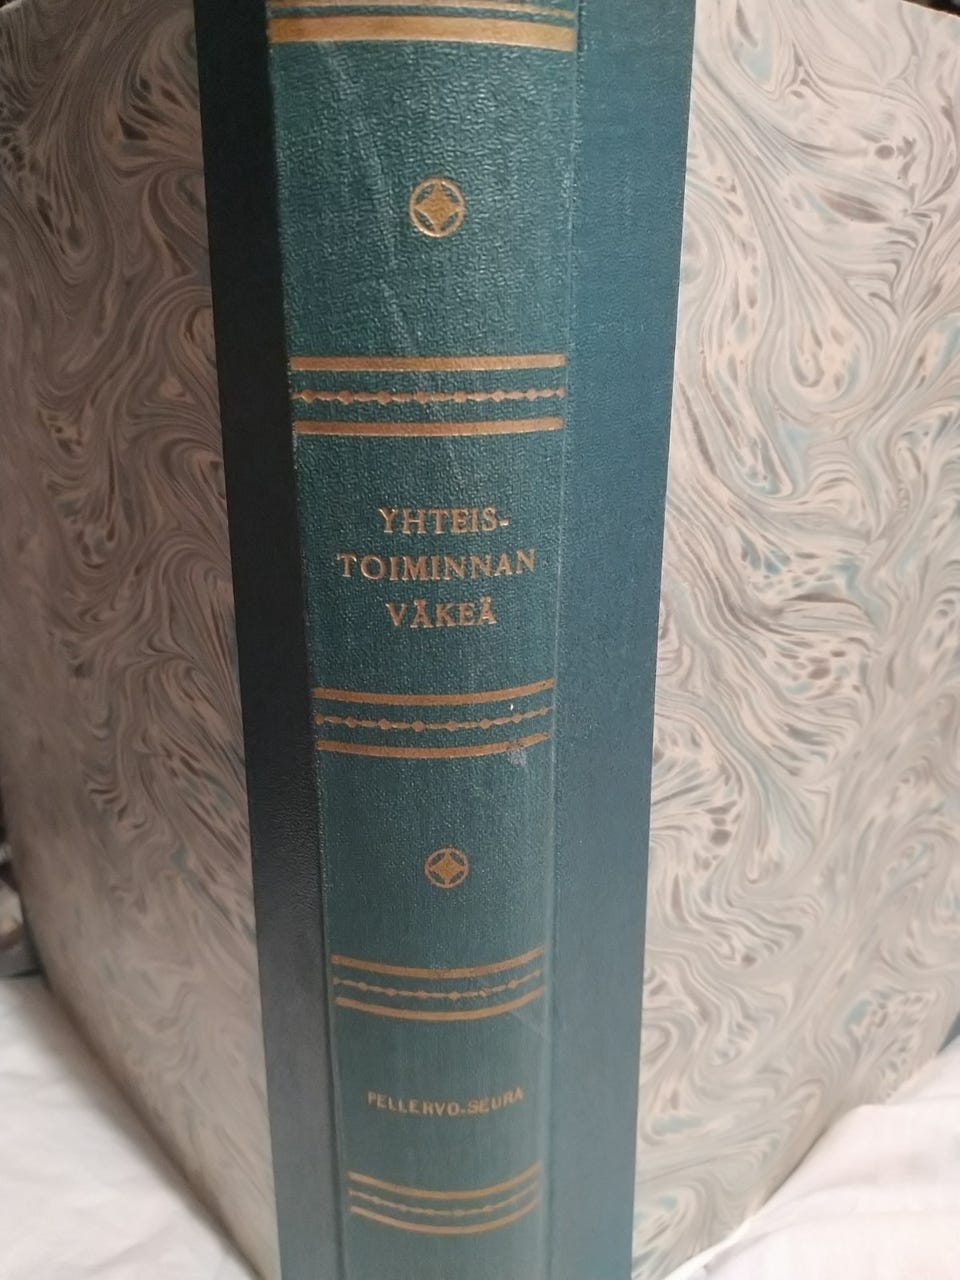 YHTEIS-
TOIMINNAN
VÄKEÄ
PELLERVO-SEURA